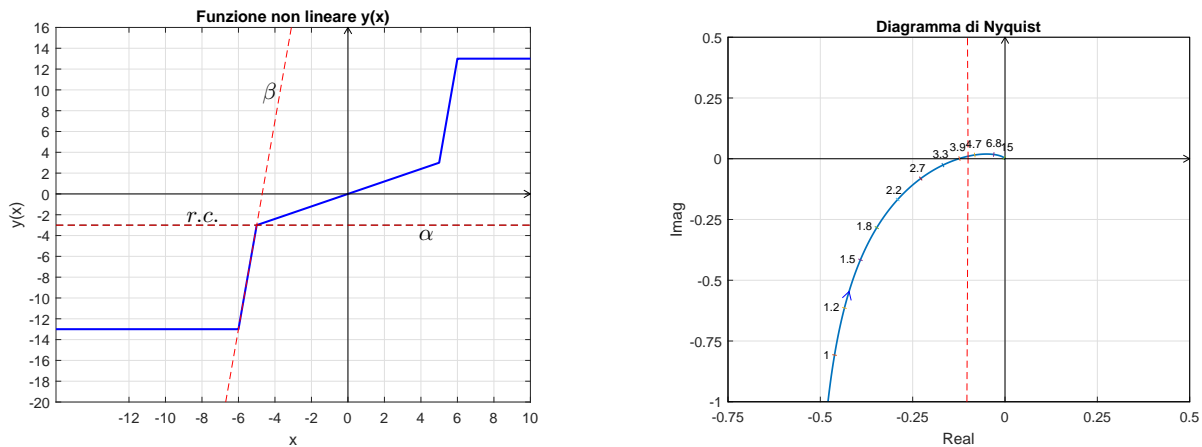 Funzione non lineare y(x)
16
14
12
10
8
6
4
2
0
-2
-4
-6
-8
-10
-12
-14
-16
-18
-20
y(x)
β
r.c.
α
-12 -10 -8 -6 -4 -2 0 2 4 6 8 10
x
Diagramma di Nyquist
0.5
0.25
0
-0.25
-0.5
-0.75
-1
Imag
3.3 3.9 4.7 6.8 15
2.7
2.2
1.8
1.5
1.2
1
-0.75 -0.5 -0.25 0 0.25 0.5
Real